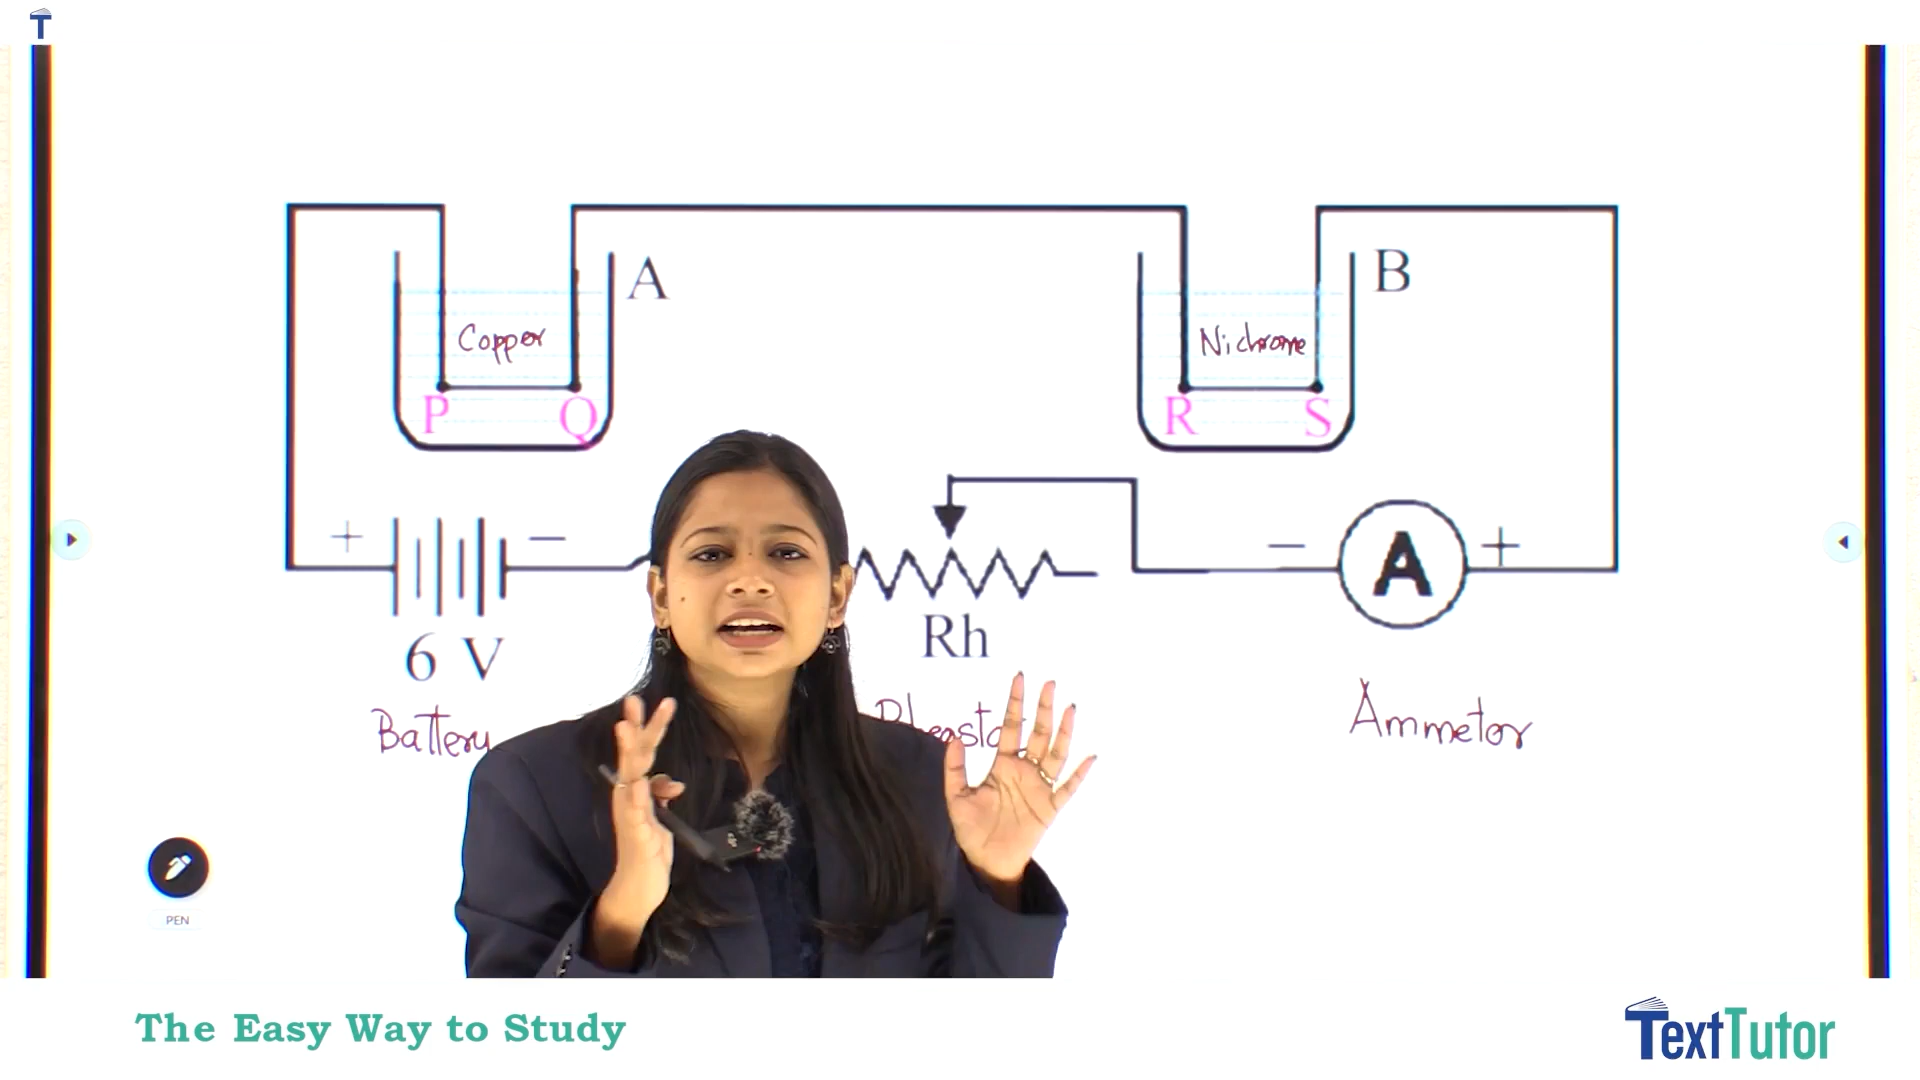 T
A
B
Copper
Nichrome
P
Q
R
S
+
−
−
A
+
6 V
Rh
Battery
Ammetor
PEN
The Easy Way to Study
TextTutor